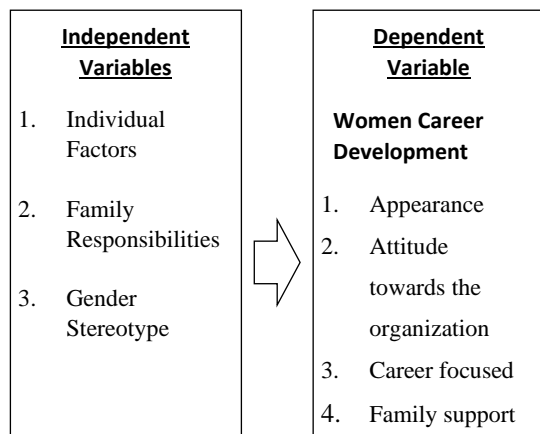 Independent
Variables
1. Individual
Factors
2. Family
Responsibilities
3. Gender
Stereotype
Dependent
Variable
Women Career
Development
1. Appearance
2. Attitude
towards the
organization
3. Career focused
4. Family support